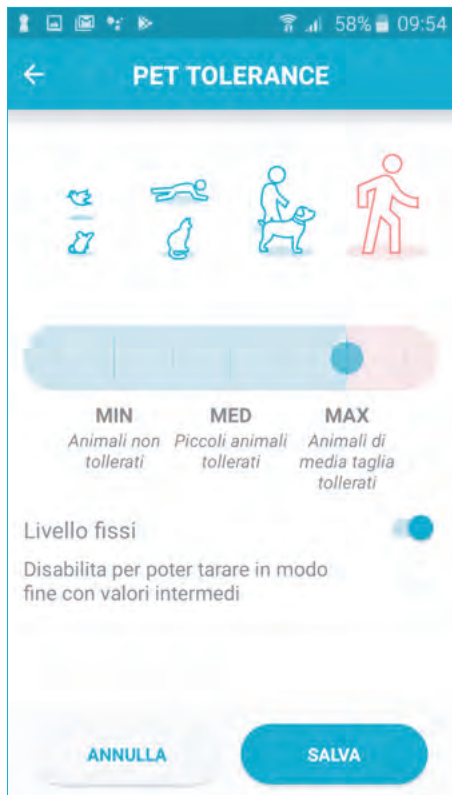 58% 09:54
PET TOLERANCE
MIN MED MAX
Animali non Piccoli animali Animali di
tollerati tollerati media taglia
tollerati
Livello fissi
Disabilita per poter tarare in modo
fine con valori intermedi
ANNULLA SALVA